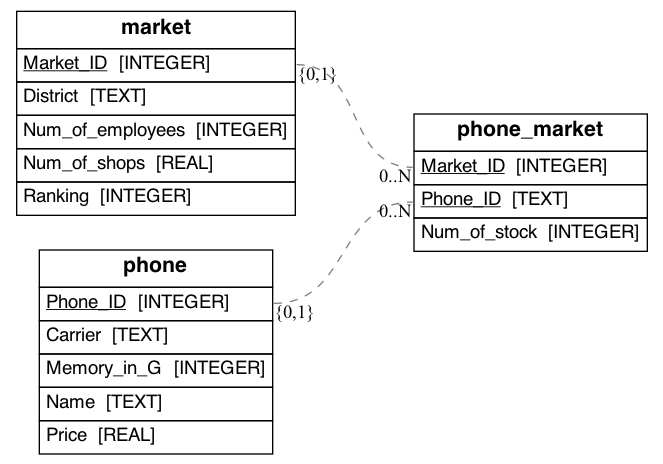 market
Market_ID [INTEGER]
District [TEXT]
Num_of_employees [INTEGER]
Num_of_shops [REAL]
Ranking [INTEGER]
{0,1}
phone_market
Market_ID [INTEGER]
Phone_ID [TEXT]
Num_of_stock [INTEGER]
0..N
0..N
phone
Phone_ID [INTEGER]
Carrier [TEXT]
Memory_in_G [INTEGER]
Name [TEXT]
Price [REAL]
{0,1}